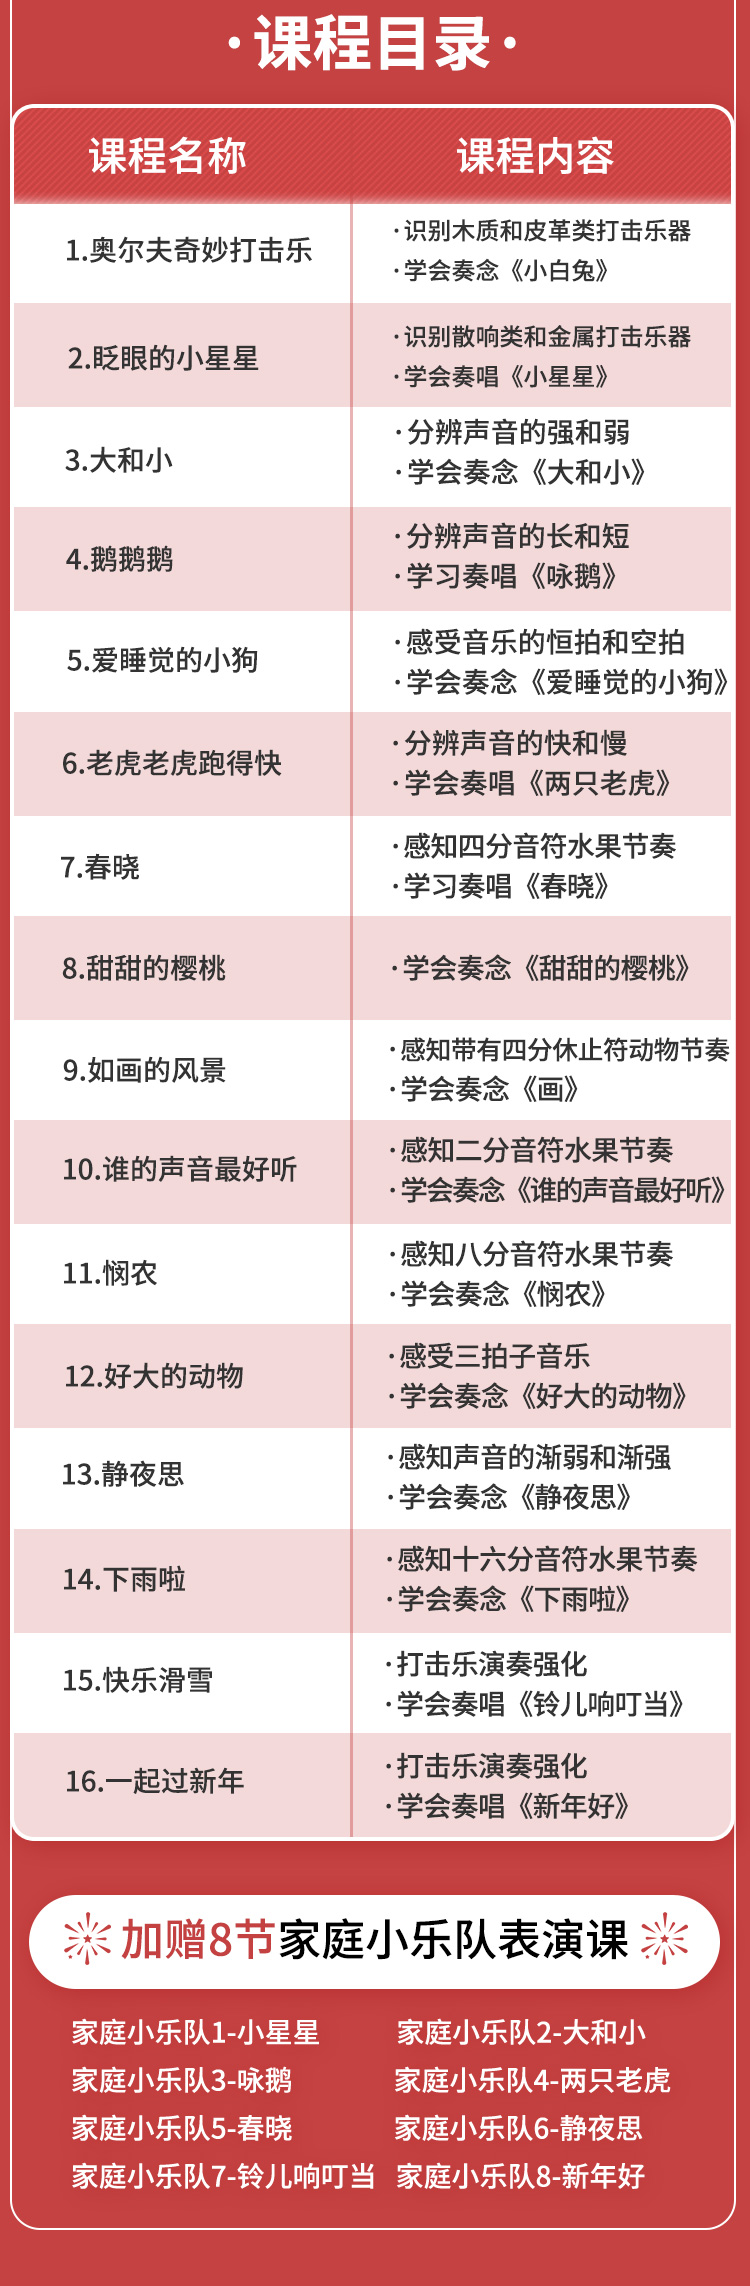 ·课程目录·
课程名称
课程内容
1.奥尔夫奇妙打击乐
·识别木质和皮革类打击乐器
·学会奏念《小白兔》
2.眨眼的小星星
·识别散响类和金属打击乐器
·学会奏唱《小星星》
3.大和小
·分辨声音的强和弱
·学会奏念《大和小》
4.鹅鹅鹅
·分辨声音的长和短
·学习奏唱《咏鹅》
5.爱睡觉的小狗
·感受音乐的恒拍和空拍
·学会奏念《爱睡觉的小狗》
6.老虎老虎跑得快
·分辨声音的快和慢
·学会奏唱《两只老虎》
7.春晓
·感知四分音符水果节奏
·学习奏唱《春晓》
8.甜甜的樱桃
·学会奏念《甜甜的樱桃》
9.如画的风景
·感知带有四分休止符动物节奏
·学会奏念《画》
10.谁的声音最好听
·感知二分音符水果节奏
·学会奏念《谁的声音最好听》
11.悯农
·感知八分音符水果节奏
·学会奏念《悯农》
12.好大的动物
·感受三拍子音乐
·学会奏念《好大的动物》
13.静夜思
·感知声音的渐弱和渐强
·学会奏念《静夜思》
14.下雨啦
·感知十六分音符水果节奏
·学会奏念《下雨啦》
15.快乐滑雪
·打击乐演奏强化
·学会奏唱《铃儿响叮当》
16.一起过新年
·打击乐演奏强化
·学会奏唱《新年好》
加赠8节家庭小乐队表演课
家庭小乐队1-小星星
家庭小乐队2-大和小
家庭小乐队3-咏鹅
家庭小乐队4-两只老虎
家庭小乐队5-春晓
家庭小乐队6-静夜思
家庭小乐队7-铃儿响叮当
家庭小乐队8-新年好